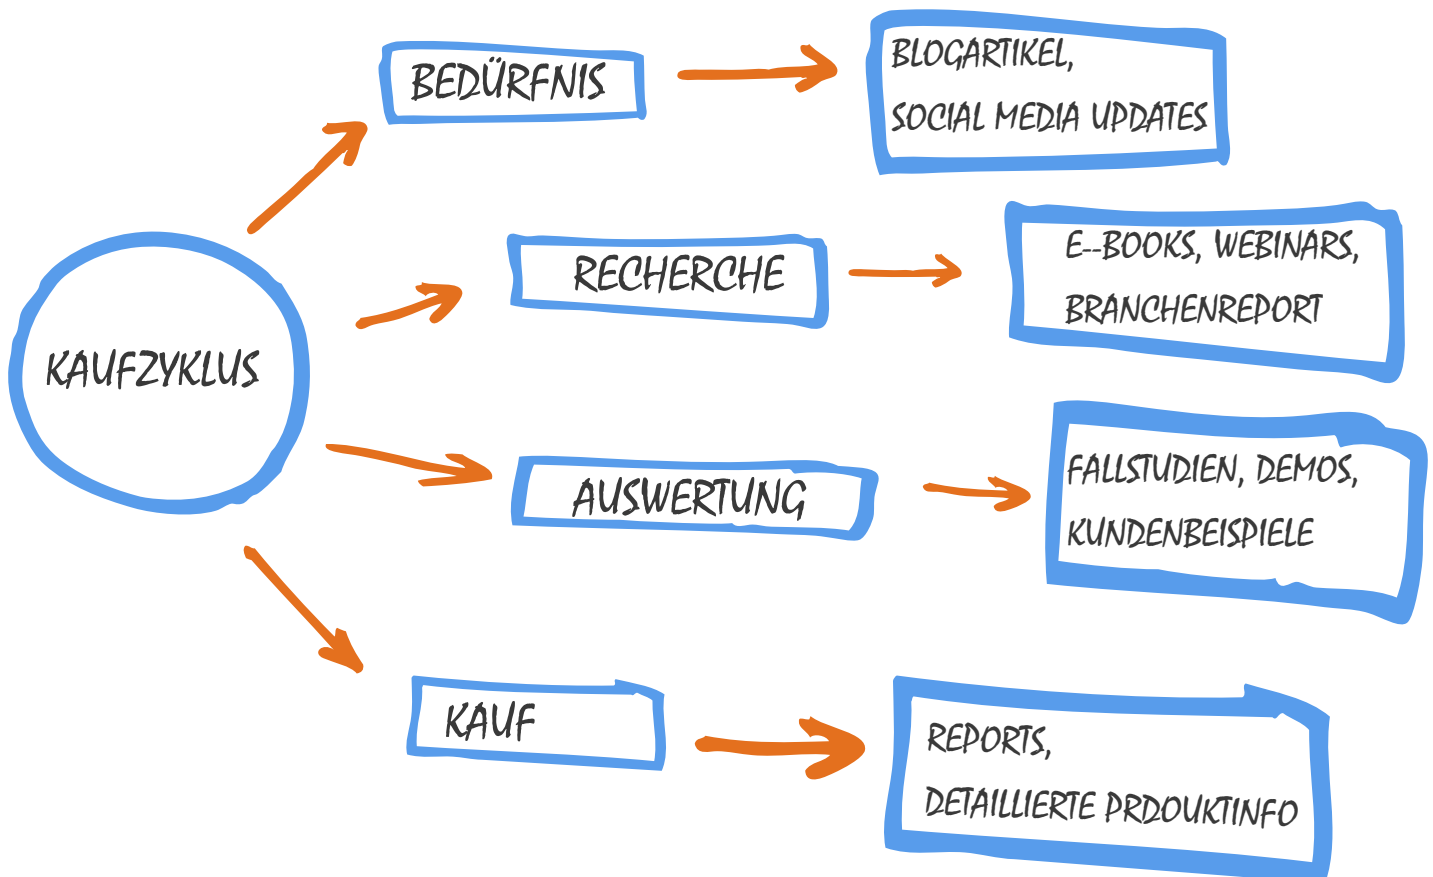 BEDÜRFNIS
BLOGARTIKEL,
SOCIAL MEDIA UPDATES
RECHERCHE
E--BOOKS, WEBINARS,
BRANCHENREPORT
KAUFZYKLUS
AUSWERTUNG
FALLSTUDIEN, DEMOS,
KUNDENBEISPIELE
KAUF
REPORTS,
DETAILLIERTE PRDOUKTINFO